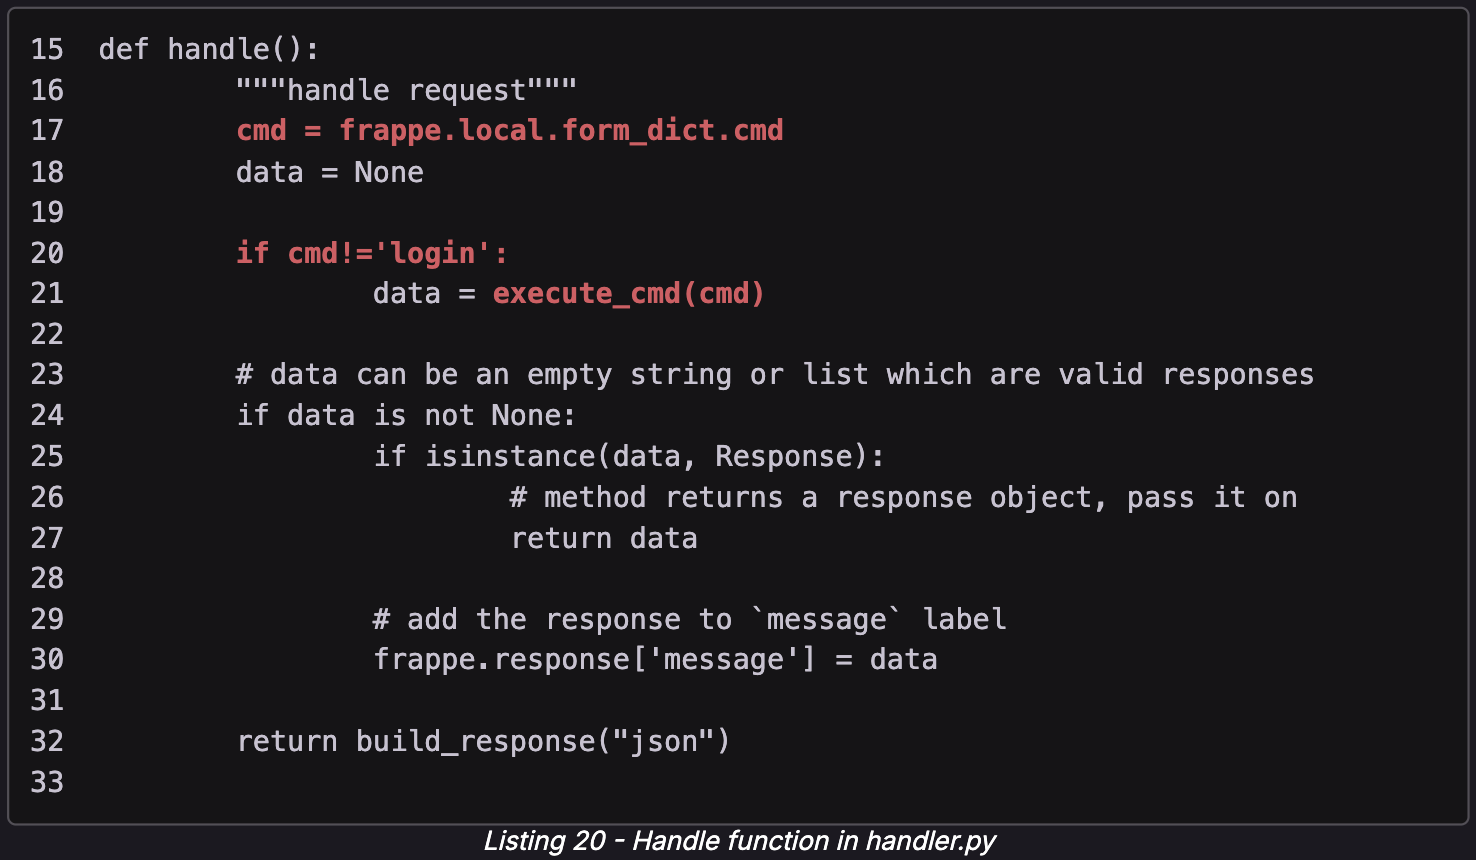 15 def handle():
16 """handle request"""
17 cmd = frappe.local.form_dict.cmd
18 data = None
19
20 if cmd!='login':
21 data = execute_cmd(cmd)
22
23 # data can be an empty string or list which are valid responses
24 if data is not None:
25 if isinstance(data, Response):
26 # method returns a response object, pass it on
27 return data
28
29 # add the response to `message` label
30 frappe.response['message'] = data
31
32 return build_response("json")
33
Listing 20 - Handle function in handler.py